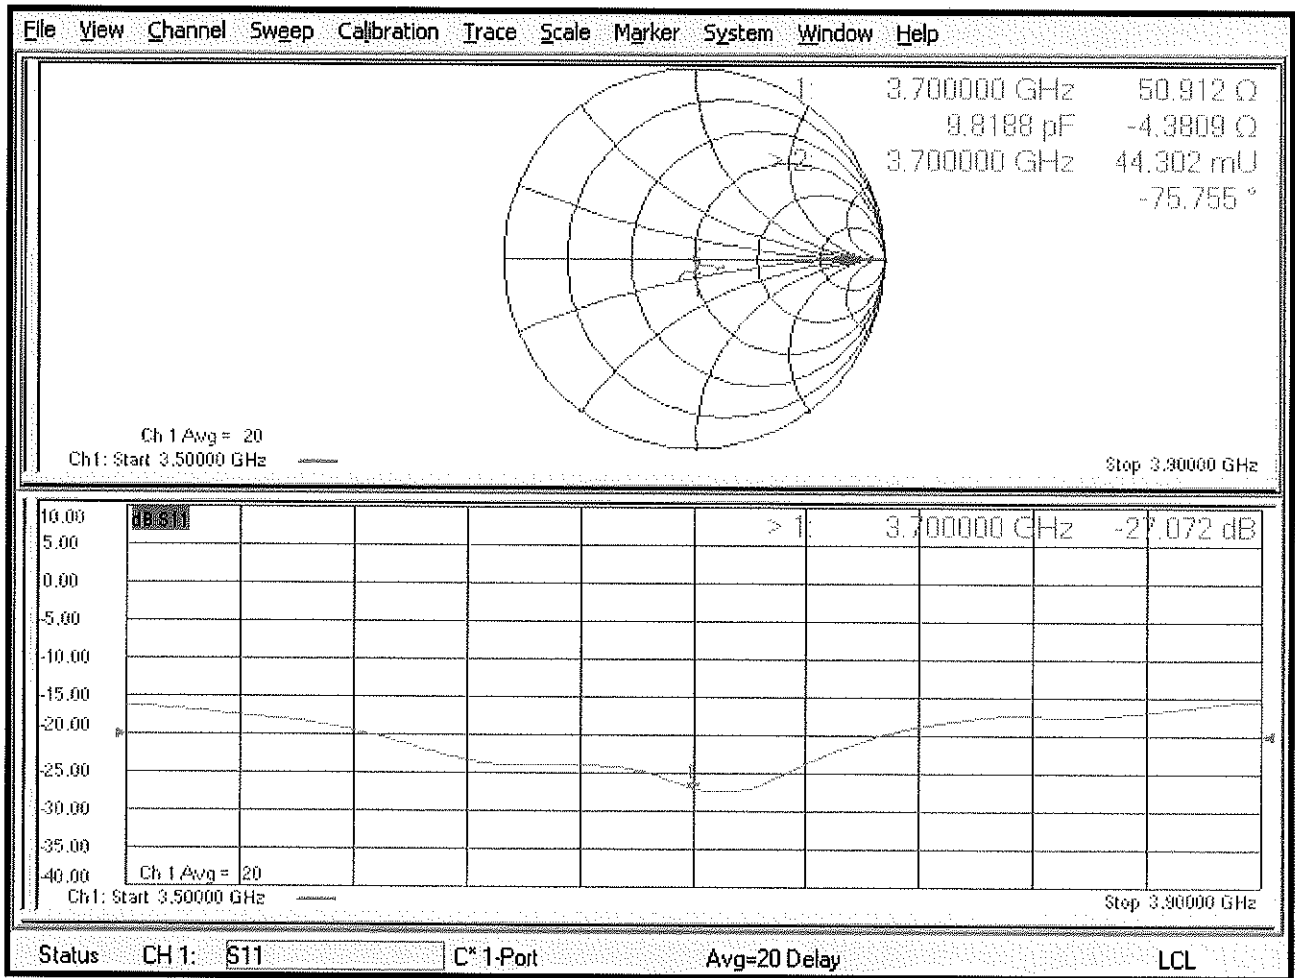 File View Channel Sweep Calibration Trace Scale Marker System Window Help
1: 3.700000 GHz 50.912 Ω
9.8188 pF -4.3809 Ω
> 2: 3.700000 GHz 44.302 mU
-75.755 °
Ch 1 Avg = 20
Ch1: Start 3.50000 GHz
Stop 3.90000 GHz
10.00
dB S11
> 1: 3.700000 GHz -27.072 dB
5.00
0.00
-5.00
-10.00
-15.00
-20.00
-25.00
-30.00
-35.00
-40.00
Ch 1 Avg = 20
Ch1: Start 3.50000 GHz
Stop 3.90000 GHz
Status CH 1: S11 C* 1-Port Avg=20 Delay LCL